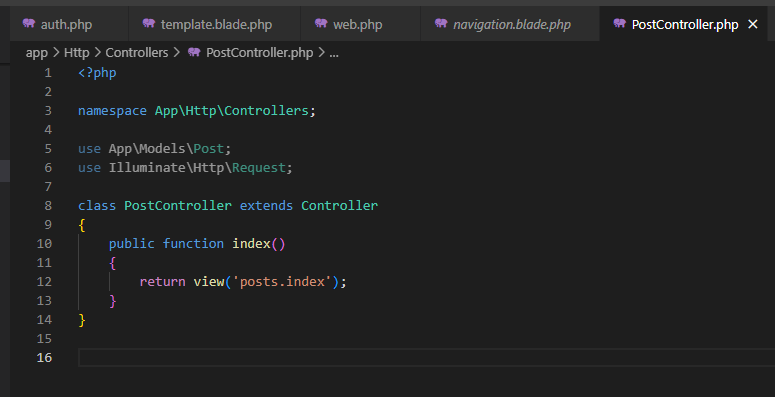 auth.php template.blade.php web.php navigation.blade.php PostController.php
app > Http > Controllers > PostController.php > ...
1 <?php
2
3 namespace App\Http\Controllers;
4
5 use App\Models\Post;
6 use Illuminate\Http\Request;
7
8 class PostController extends Controller
9 {
10     public function index()
11     {
12         return view('posts.index');
13     }
14 }
15
16